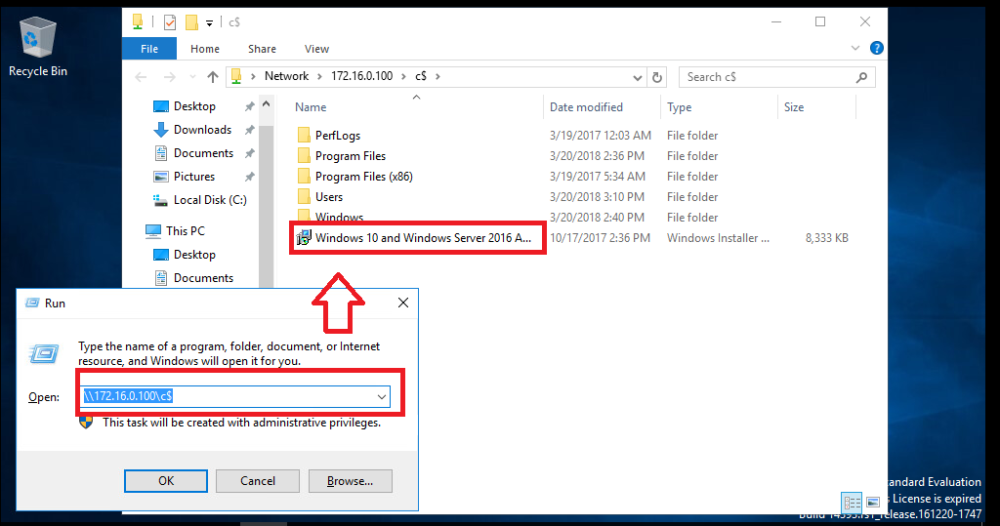 Recycle Bin
c$
File Home Share View
Network 172.16.0.100 c$
Search c$
Desktop
Downloads
Documents
Pictures
Local Disk (C:)
This PC
Desktop
Documents
Name Date modified Type Size
PerfLogs 3/19/2017 12:03 AM File folder
Program Files 3/20/2018 2:36 PM File folder
Program Files (x86) 3/19/2017 5:34 AM File folder
Users 3/20/2018 3:10 PM File folder
Windows 3/20/2018 2:40 PM File folder
Windows 10 and Windows Server 2016 A... 10/17/2017 2:36 PM Windows Installer ... 8,333 KB
Run
Type the name of a program, folder, document, or Internet
resource, and Windows will open it for you.
Open: \\172.16.0.100\c$
This task will be created with administrative privileges.
OK Cancel Browse...
tandard Evaluation
License is expired
Build 14393.rs1_release.161220-1747